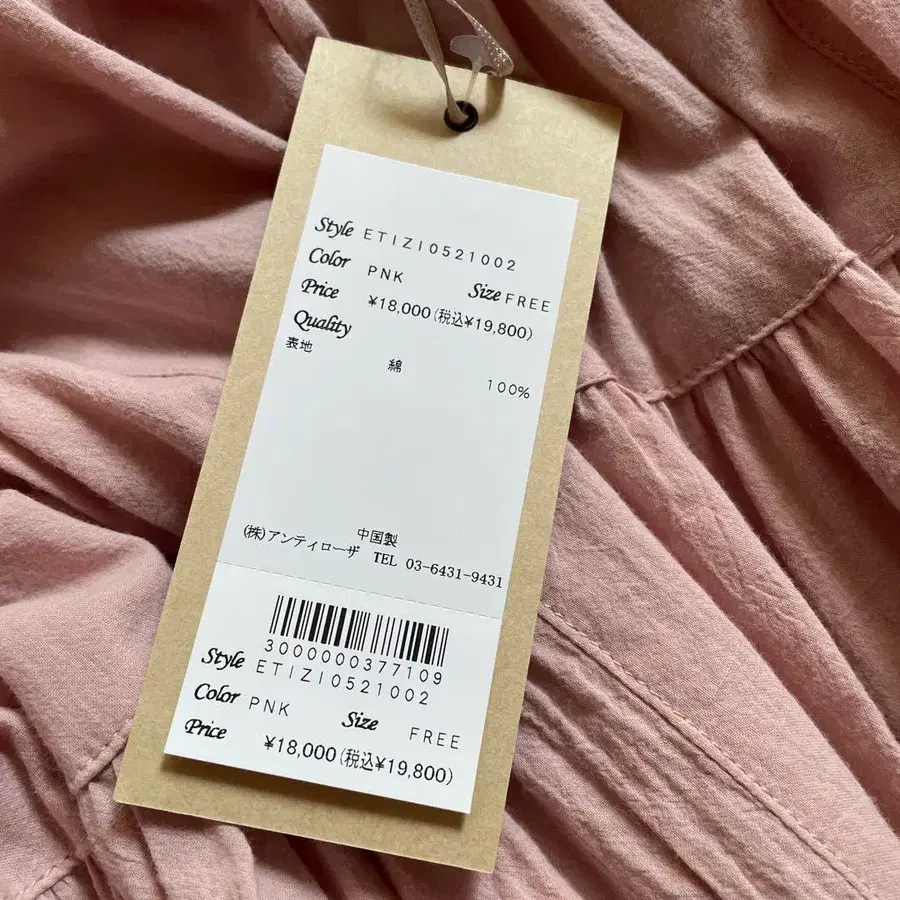 Style ETIZI0521002
Color PNK Size FREE
Price ¥18,000(税込¥19,800)
Quality
表地
綿 100%
中国製
(株)アンティローザ TEL 03-6431-9431
3000000377109
Style ETIZI0521002
Color PNK Size FREE
Price ¥18,000(税込¥19,800)